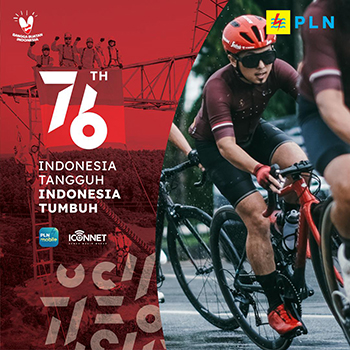 BANGGA BUATAN
INDONESIA
PLN
76TH
INDONESIA
TANGGUH
INDONESIA
TUMBUH
PLN
mobile
ICONNET